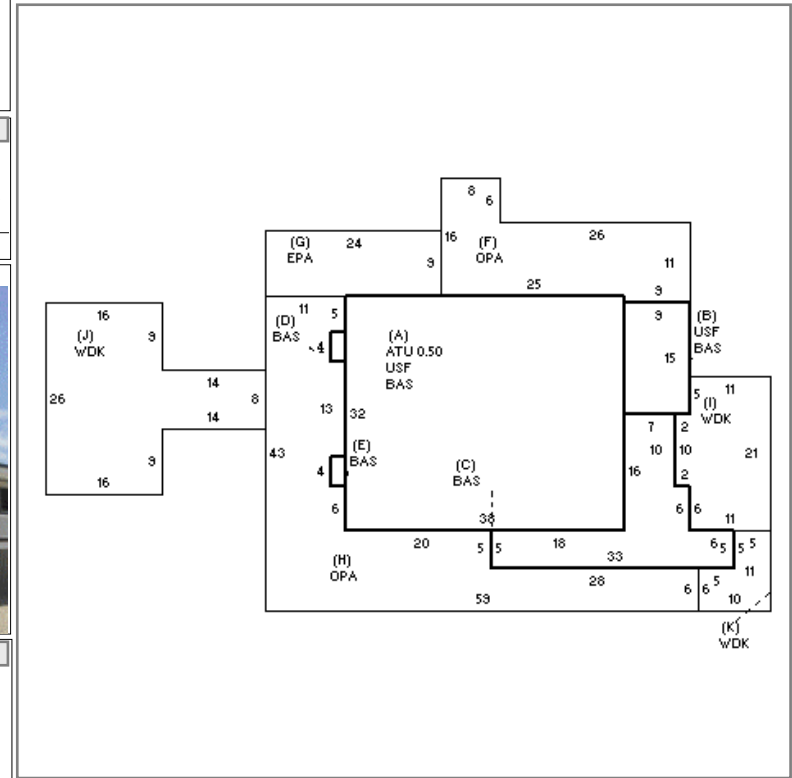 8
6
(G)
EPA
24
9
16
(F)
OPA
26
11
25
9
16
(J)
WDK
9
26
14
14
8
9
16
11
5
(D)
BAS
4
(A)
ATU 0.50
USF
BAS
9
15
(B)
USF
BAS
5
11
(I)
WDK
21
13
32
43
(E)
BAS
4
6
(C)
BAS
38
7
10
16
2
10
2
6
6
11
20
5
5
18
33
6
5
5
5
11
(H)
OPA
28
6
6
5
10
59
(K)
WDK